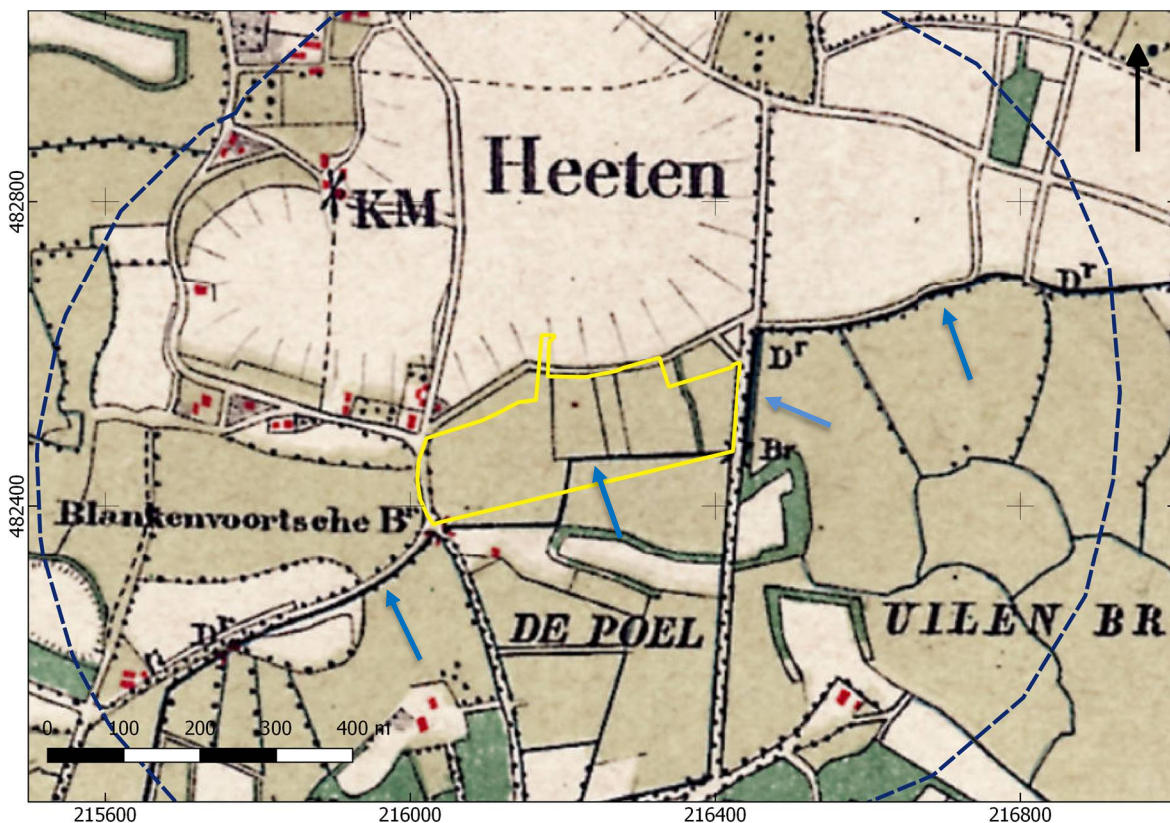 Heeten
482800
KM
Dr
Dr
Br
482400
Blankenvoortsche Br
Dr
DE POEL
UILEN BR
0 100 200 300 400 m
215600 216000 216400 216800